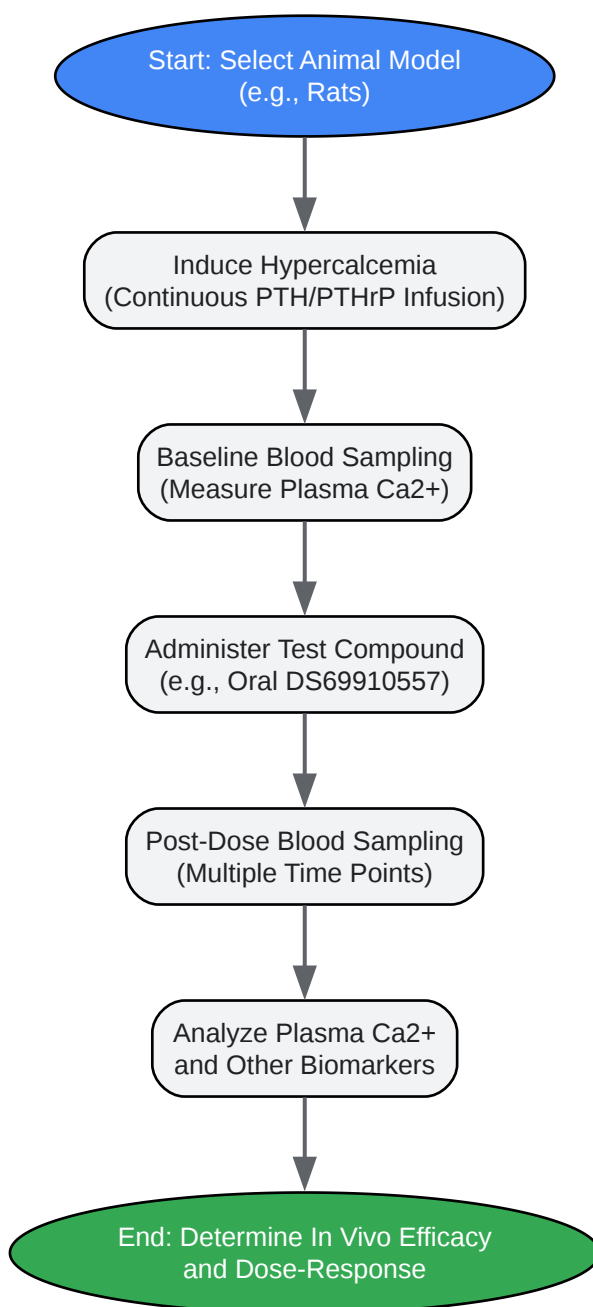 Start: Select Animal Model
(e.g., Rats)
Induce Hypercalcemia
(Continuous PTH/PTHrP Infusion)
Baseline Blood Sampling
(Measure Plasma Ca2+)
Administer Test Compound
(e.g., Oral DS69910557)
Post-Dose Blood Sampling
(Multiple Time Points)
Analyze Plasma Ca2+
and Other Biomarkers
End: Determine In Vivo Efficacy
and Dose-Response